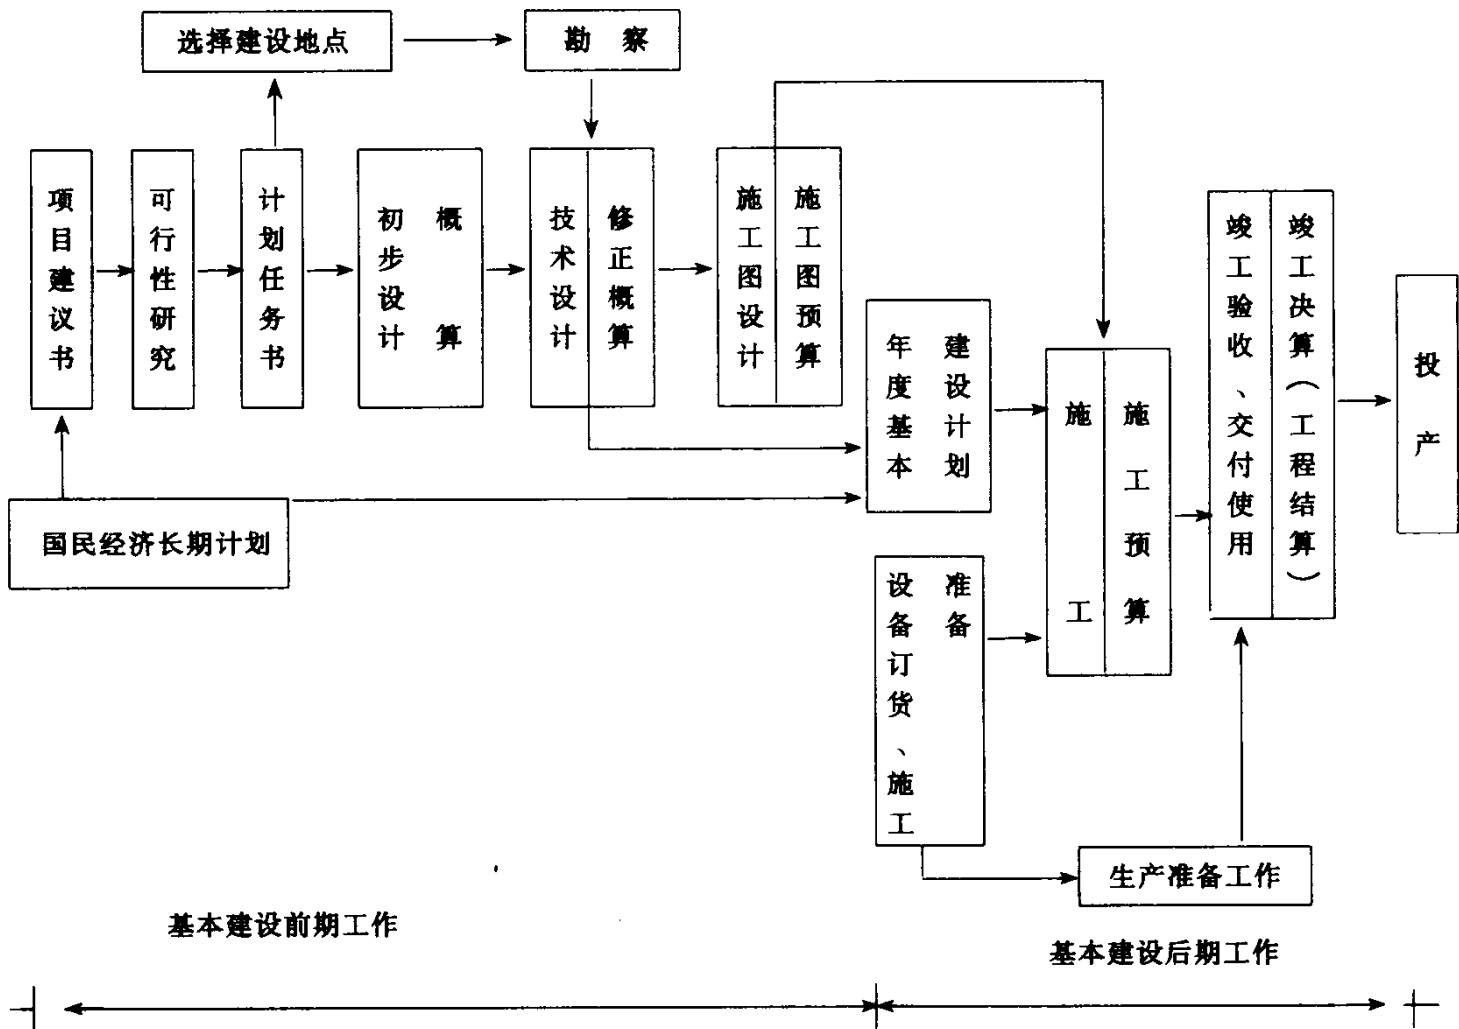 选择建设地点
勘察
项目建议书
可行性研究
计划任务书
初步设计
概算
技术设计
修正概算
施工图设计
施工图预算
年度基本
建设计划
施工
施工预算
竣工验收、交付使用
竣工决算(工程结算)
投产
国民经济长期计划
设备订货、施工
准备
生产准备工作
基本建设前期工作
基本建设后期工作